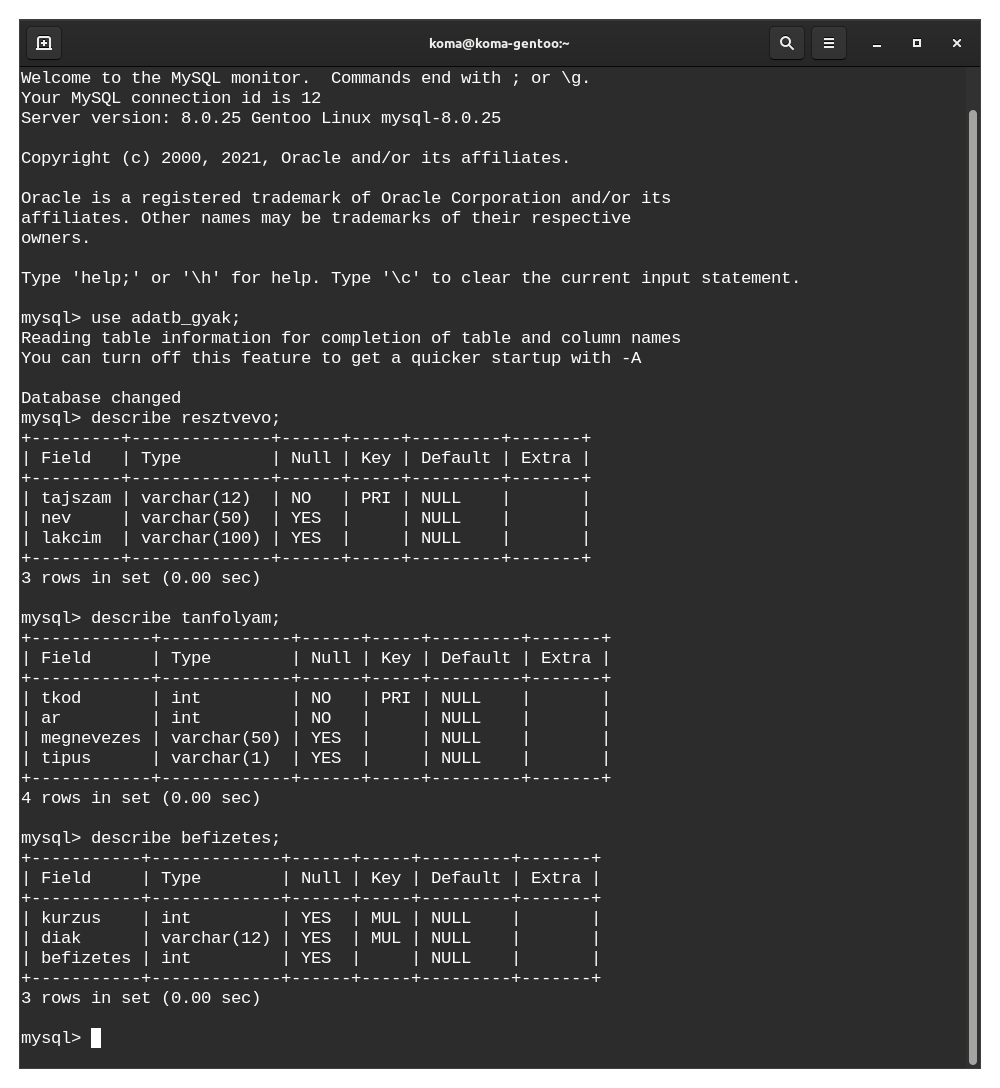 koma@koma-gentoo:~
Welcome to the MySQL monitor.  Commands end with ; or \g.
Your MySQL connection id is 12
Server version: 8.0.25 Gentoo Linux mysql-8.0.25

Copyright (c) 2000, 2021, Oracle and/or its affiliates.

Oracle is a registered trademark of Oracle Corporation and/or its
affiliates. Other names may be trademarks of their respective
owners.

Type 'help;' or '\h' for help. Type '\c' to clear the current input statement.

mysql> use adatb_gyak;
Reading table information for completion of table and column names
You can turn off this feature to get a quicker startup with -A

Database changed
mysql> describe resztvevo;
+---------+--------------+------+-----+---------+-------+
| Field   | Type         | Null | Key | Default | Extra |
+---------+--------------+------+-----+---------+-------+
| tajszam | varchar(12)  | NO   | PRI | NULL    |       |
| nev     | varchar(50)  | YES  |     | NULL    |       |
| lakcim  | varchar(100) | YES  |     | NULL    |       |
+---------+--------------+------+-----+---------+-------+
3 rows in set (0.00 sec)

mysql> describe tanfolyam;
+------------+-------------+------+-----+---------+-------+
| Field      | Type        | Null | Key | Default | Extra |
+------------+-------------+------+-----+---------+-------+
| tkod       | int         | NO   | PRI | NULL    |       |
| ar         | int         | NO   |     | NULL    |       |
| megnevezes | varchar(50) | YES  |     | NULL    |       |
| tipus      | varchar(1)  | YES  |     | NULL    |       |
+------------+-------------+------+-----+---------+-------+
4 rows in set (0.00 sec)

mysql> describe befizetes;
+-----------+-------------+------+-----+---------+-------+
| Field     | Type        | Null | Key | Default | Extra |
+-----------+-------------+------+-----+---------+-------+
| kurzus    | int         | YES  | MUL | NULL    |       |
| diak      | varchar(12) | YES  | MUL | NULL    |       |
| befizetes | int         | YES  |     | NULL    |       |
+-----------+-------------+------+-----+---------+-------+
3 rows in set (0.00 sec)

mysql>